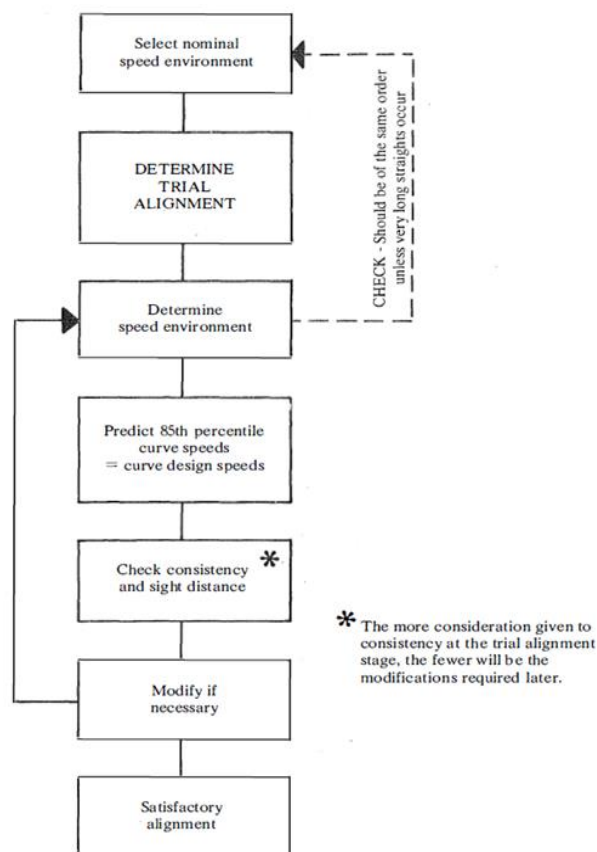 Select nominal
speed environment
CHECK - Should be of the same order
unless very long straights occur
DETERMINE
TRIAL
ALIGNMENT
Determine
speed environment
Predict 85th percentile
curve speeds
= curve design speeds
Check consistency *
and sight distance
* The more consideration given to
consistency at the trial alignment
stage, the fewer will be the
modifications required later.
Modify if
necessary
Satisfactory
alignment